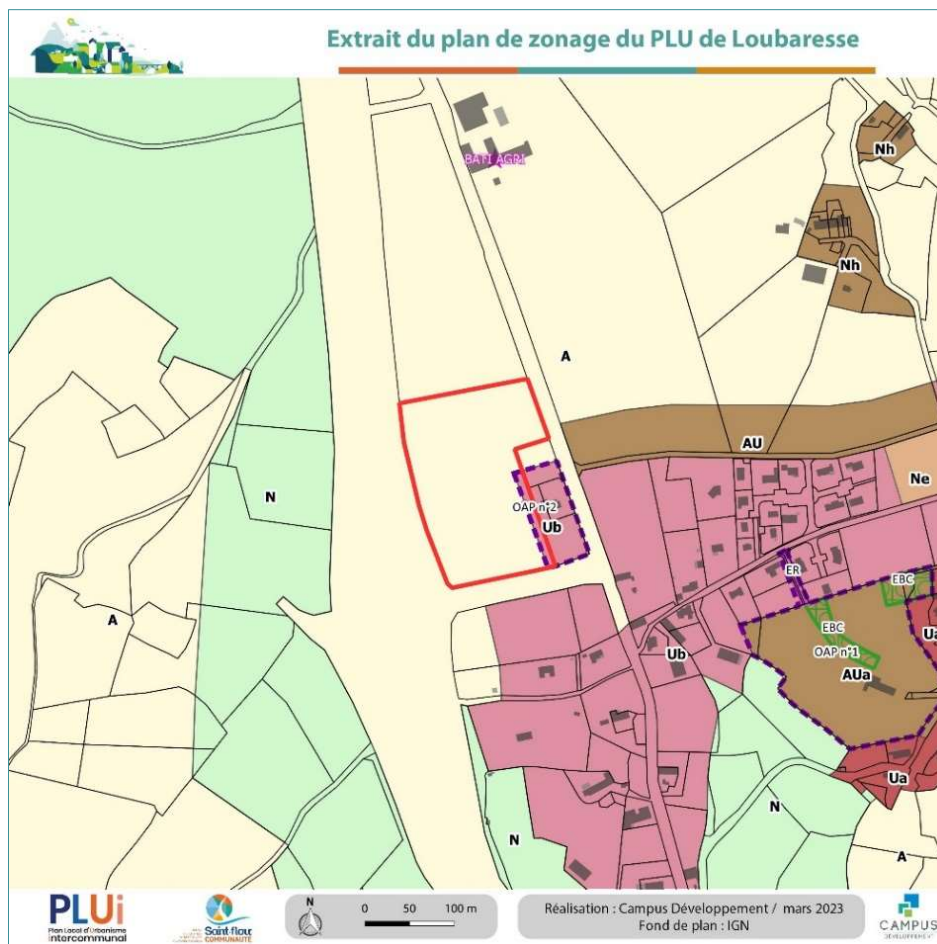 Extrait du plan de zonage du PLU de Loubaresse
BATI AGRI
Nh
Nh
A
AU
Ne
N
OAP n°2
Ub
ER
EBC
A
EBC
Ub
OAP n°1
Ua
AUa
Ua
N
N
A
PLUi
Plan Local d'Urbanisme
Intercommunal
Saint-flour
COMMUNAUTÉ
N
0 50 100 m
Réalisation : Campus Développement / mars 2023
Fond de plan : IGN
CAMPUS
DÉVELOPPEMENT